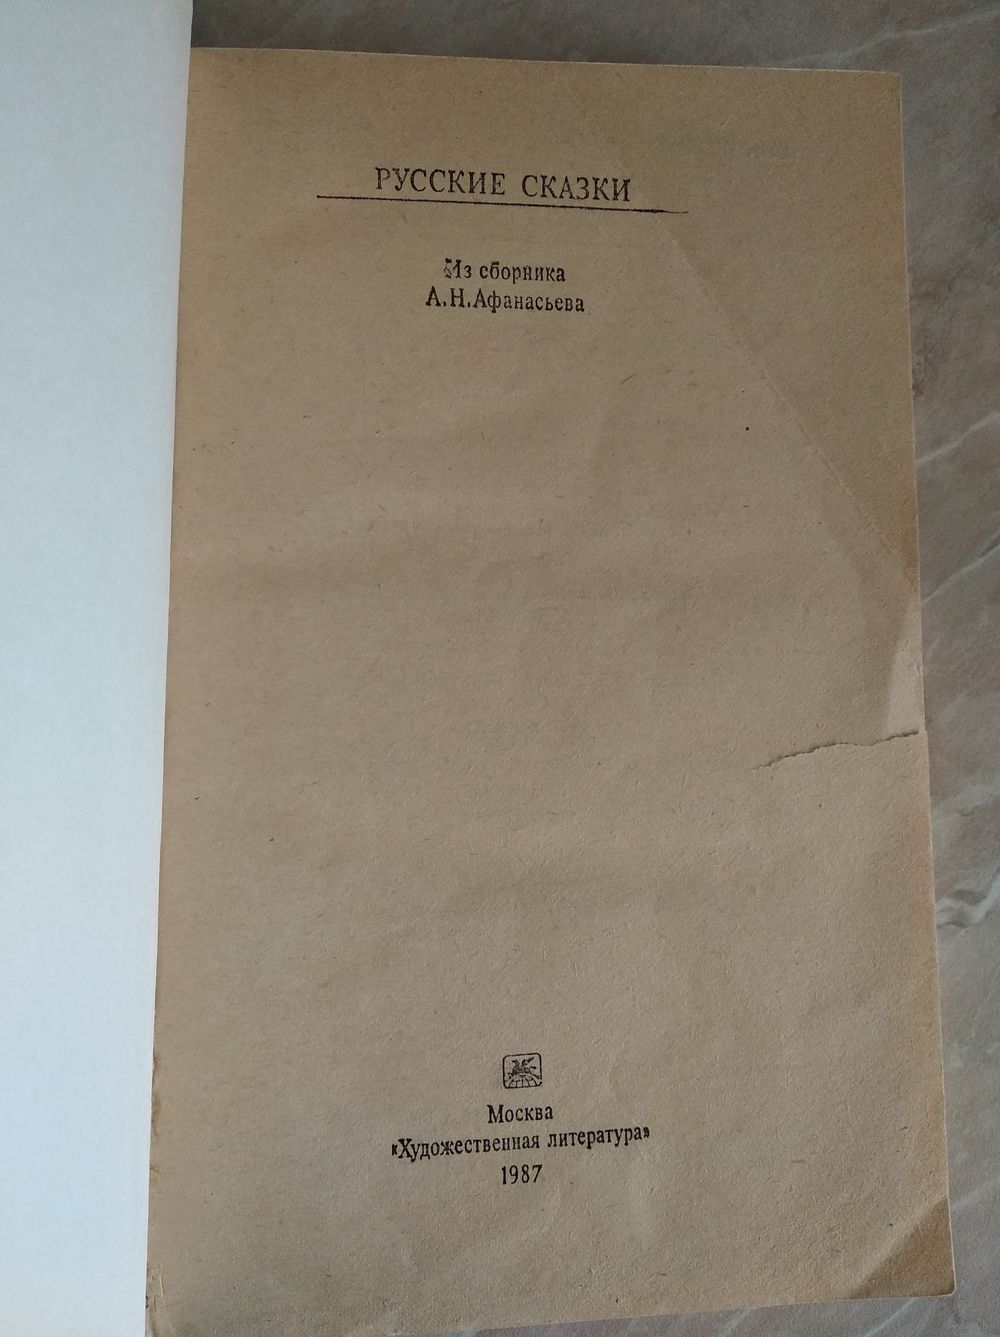 РУССКИЕ СКАЗКИ
Из сборника
А.Н.Афанасьева
Москва
«Художественная литература»
1987